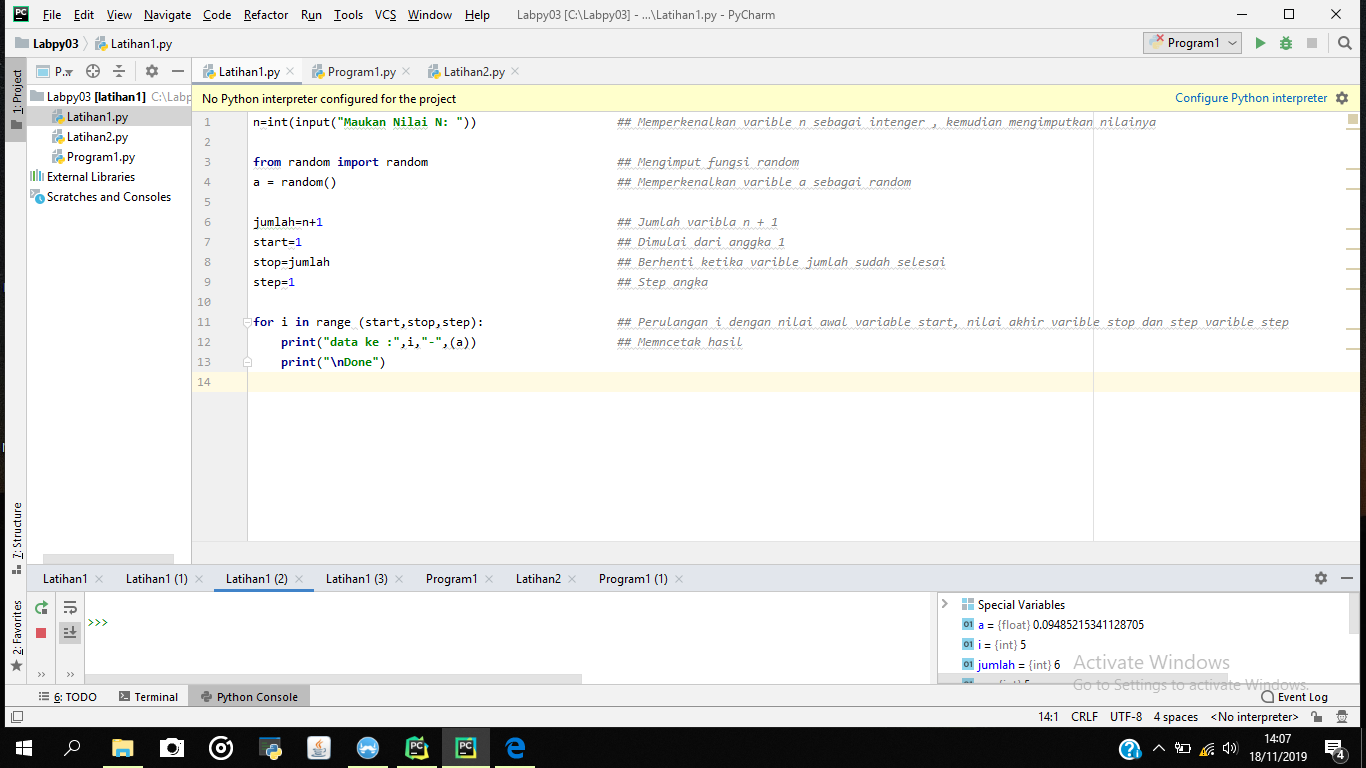 File Edit View Navigate Code Refactor Run Tools VCS Window Help Labpy03 [C:\Labpy03] - ...\Latihan1.py - PyCharm
Labpy03 Latihan1.py Program1
1: Project P... Latihan1.py Program1.py Latihan2.py
Labpy03 [latihan1] C:\Labp
Latihan1.py
Latihan2.py
Program1.py
External Libraries
Scratches and Consoles
No Python interpreter configured for the project Configure Python interpreter
1 n=int(input("Maukan Nilai N: ")) ## Memperkenalkan varible n sebagai intenger , kemudian mengimputkan nilainya
2
3 from random import random ## Mengimput fungsi random
4 a = random() ## Memperkenalkan varible a sebagai random
5
6 jumlah=n+1 ## Jumlah varibla n + 1
7 start=1 ## Dimulai dari anggka 1
8 stop=jumlah ## Berhenti ketika varible jumlah sudah selesai
9 step=1 ## Step angka
10
11 for i in range (start,stop,step): ## Perulangan i dengan nilai awal variable start, nilai akhir varible stop dan step varible step
12 print("data ke :",i,"-",(a)) ## Memncetak hasil
13 print("\nDone")
14
7: Structure
2: Favorites
Latihan1 Latihan1 (1) Latihan1 (2) Latihan1 (3) Program1 Latihan2 Program1 (1)
>>>
Special Variables
a = {float} 0.09485215341128705
i = {int} 5
jumlah = {int} 6
Activate Windows
Go to Settings to activate Windows.
6: TODO Terminal Python Console Event Log
14:1 CRLF UTF-8 4 spaces <No interpreter>
14:07
18/11/2019
4